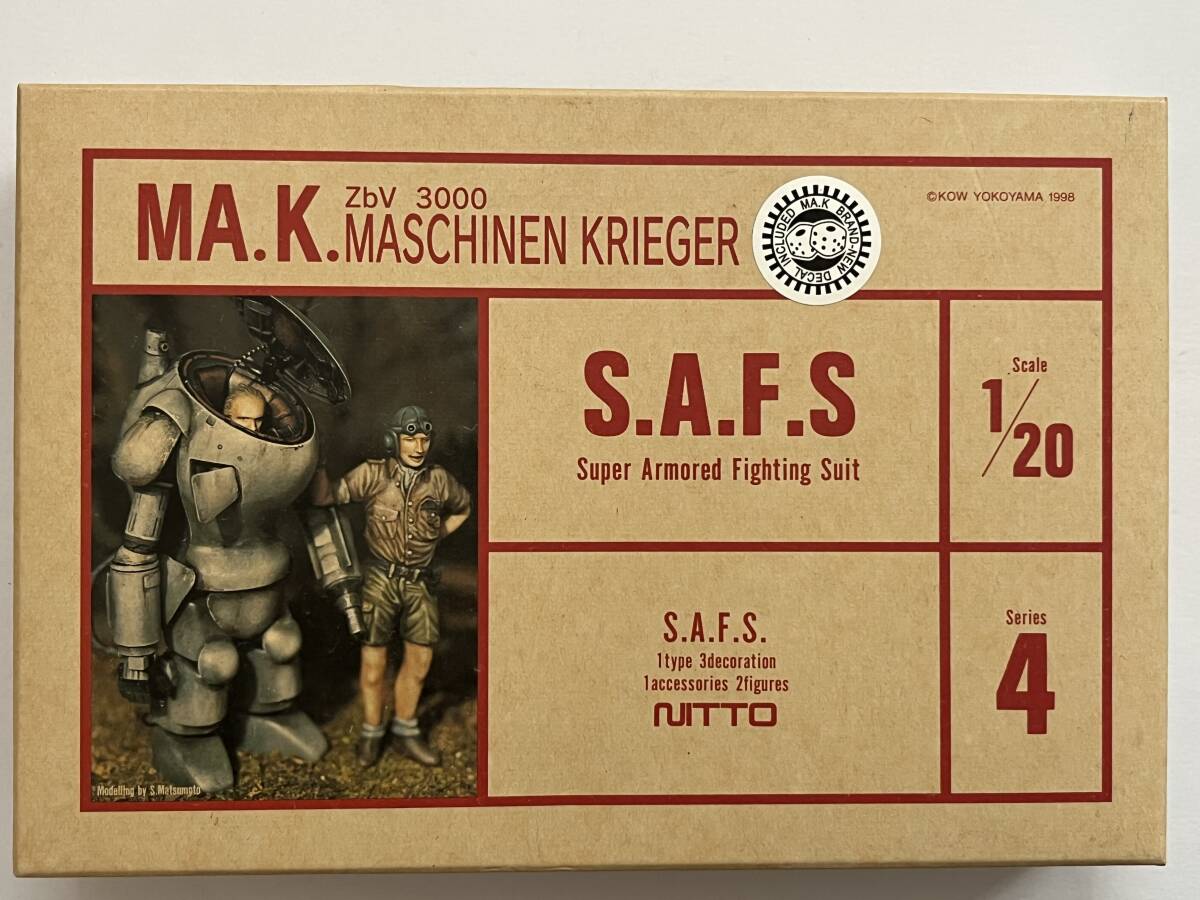 MA.K.
ZbV 3000
MASCHINEN KRIEGER
INCLUDED MA.K BRAND-NEW DECAL
©KOW YOKOYAMA 1998
S.A.F.S
Super Armored Fighting Suit
Scale
1/20
S.A.F.S.
1type 3decoration
1accessories 2figures
NITTO
Series
4
Modelling by S.Matsumoto